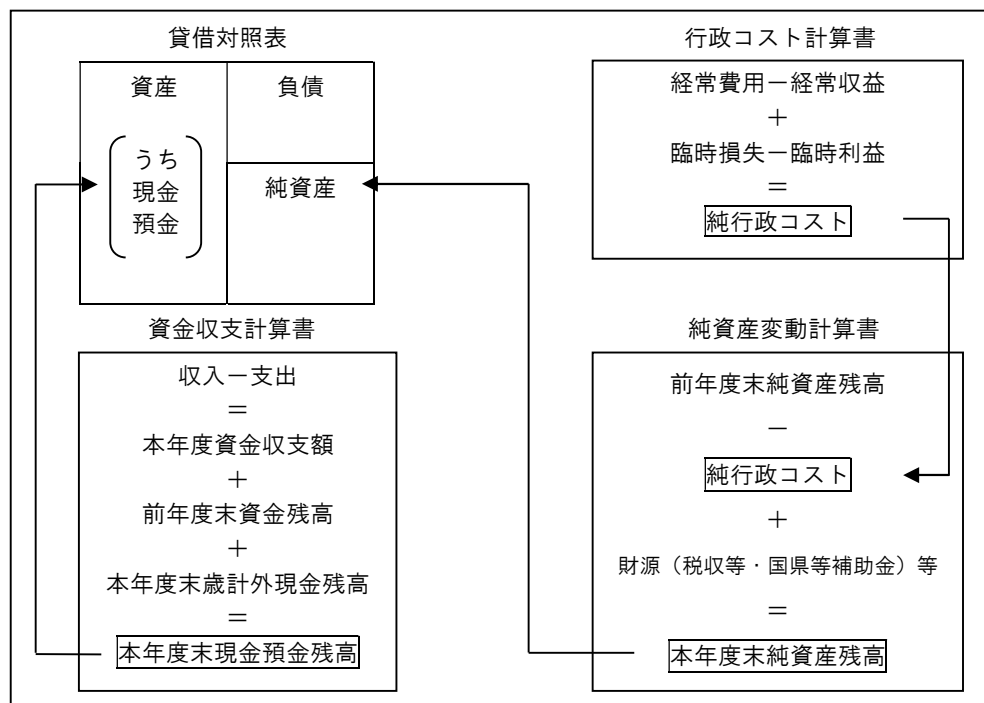 貸借対照表
資産
負債
うち
現金
預金
純資産
行政コスト計算書
経常費用－経常収益
＋
臨時損失－臨時利益
＝
純行政コスト
資金収支計算書
収入－支出
＝
本年度資金収支額
＋
前年度末資金残高
＋
本年度末歳計外現金残高
＝
本年度末現金預金残高
純資産変動計算書
前年度末純資産残高
－
純行政コスト
＋
財源（税収等・国県等補助金）等
＝
本年度末純資産残高